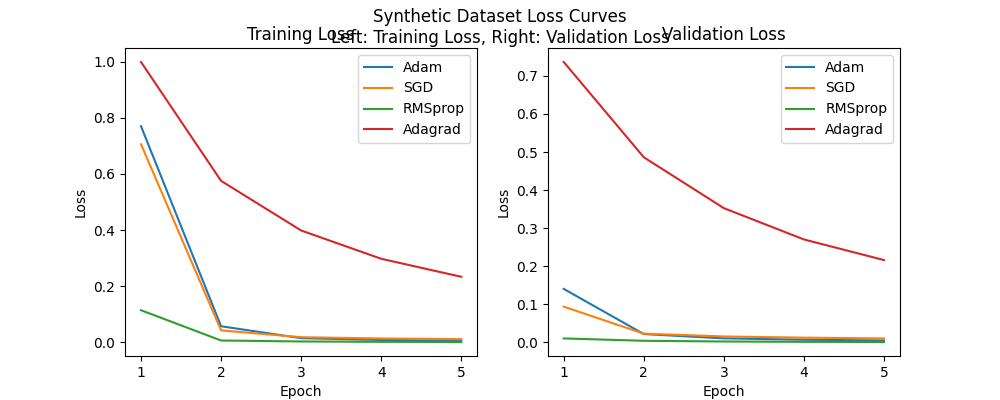 Synthetic Dataset Loss Curves
Left: Training Loss, Right: Validation Loss
Training Loss
1.0
0.8
0.6
0.4
0.2
0.0
Loss
1 2 3 4 5
Epoch
Adam
SGD
RMSprop
Adagrad
Validation Loss
0.7
0.6
0.5
0.4
0.3
0.2
0.1
0.0
Loss
1 2 3 4 5
Epoch
Adam
SGD
RMSprop
Adagrad